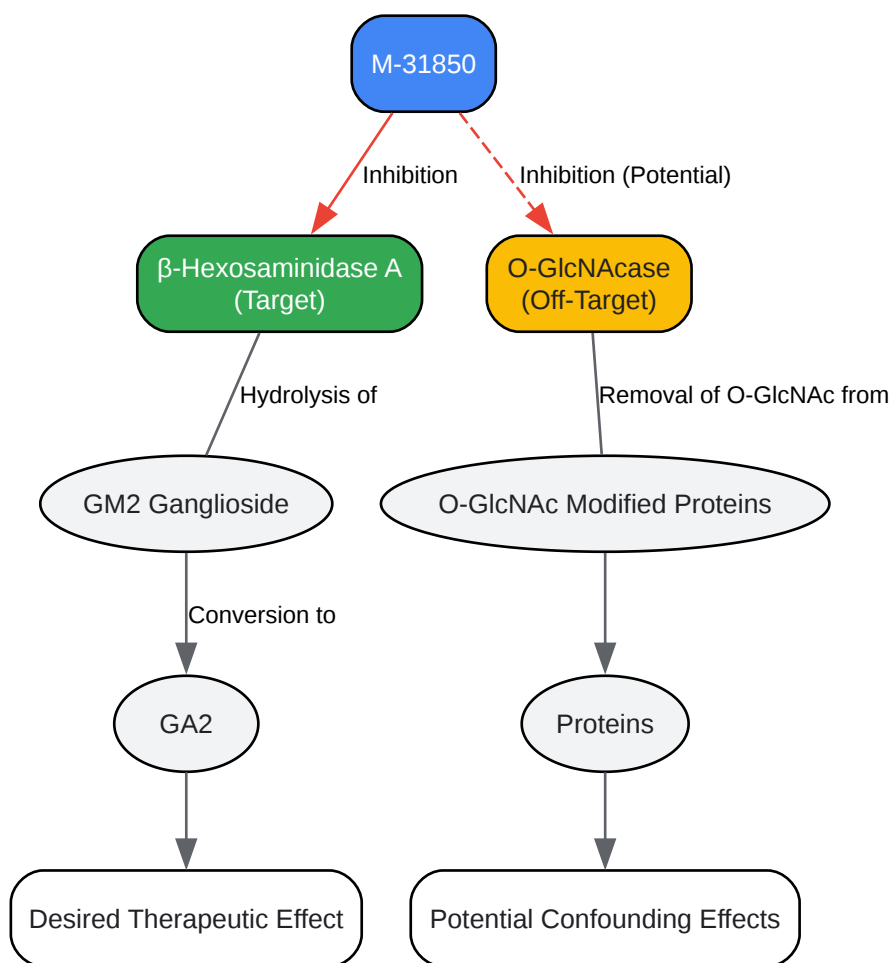 M-31850
Inhibition
Inhibition (Potential)
β-Hexosaminidase A
(Target)
O-GlcNAcase
(Off-Target)
Hydrolysis of
Removal of O-GlcNAc from
GM2 Ganglioside
O-GlcNAc Modified Proteins
Conversion to
GA2
Proteins
Desired Therapeutic Effect
Potential Confounding Effects